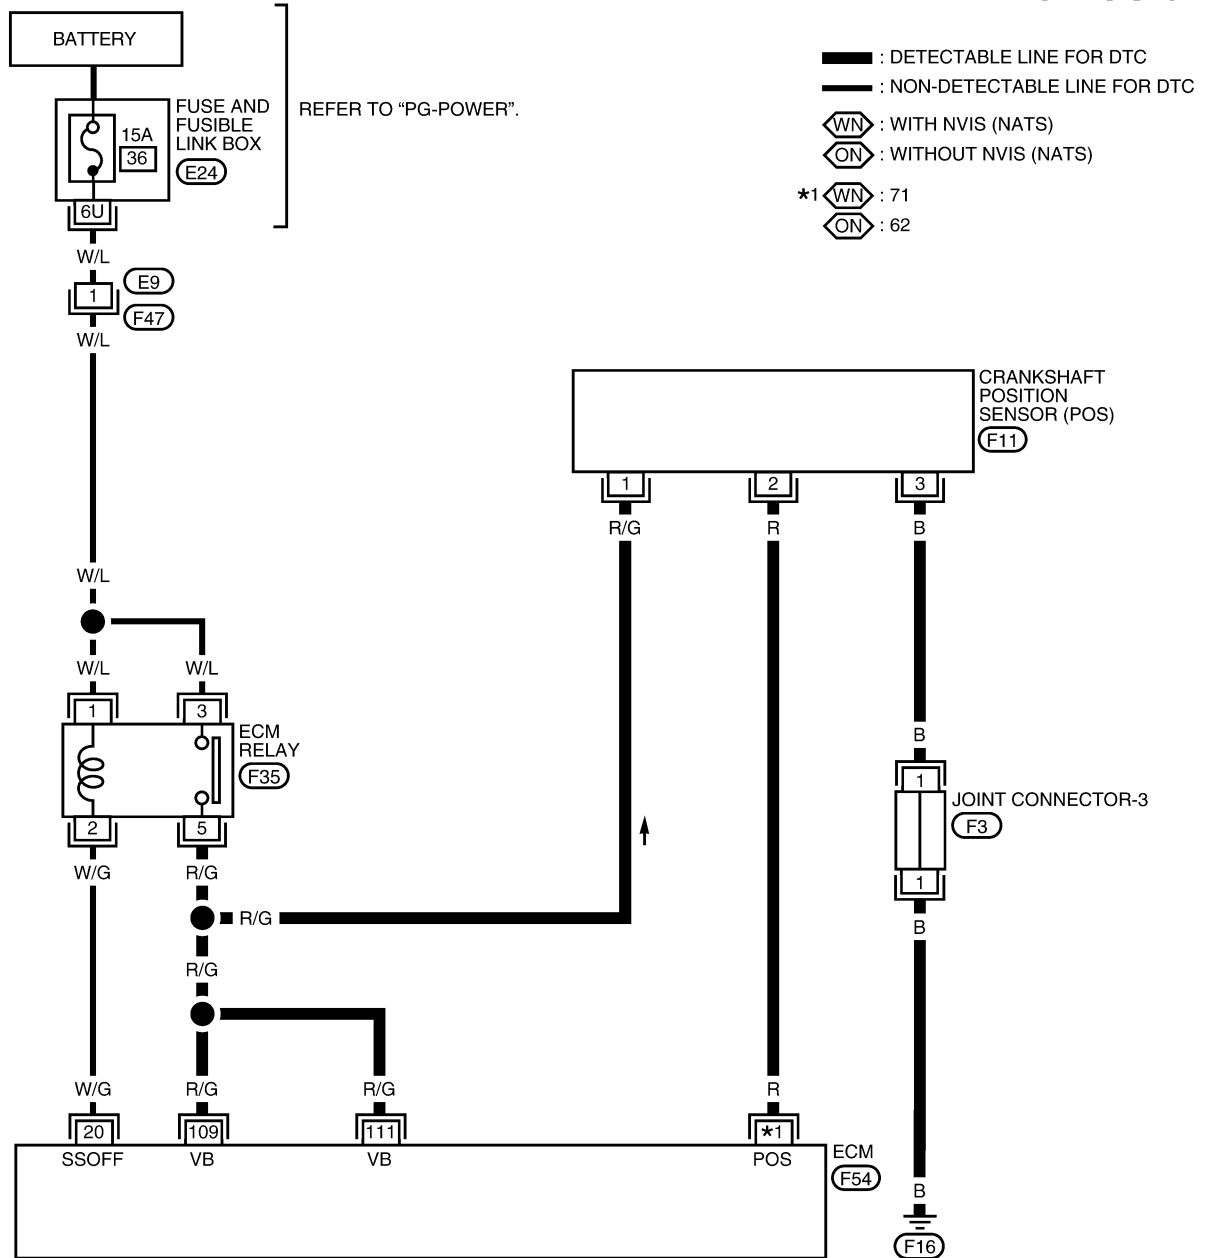 BATTERY
FUSE AND
FUSIBLE
LINK BOX
15A
36
E24
REFER TO “PG-POWER”.
: DETECTABLE LINE FOR DTC
: NON-DETECTABLE LINE FOR DTC
WN : WITH NVIS (NATS)
ON : WITHOUT NVIS (NATS)
*1 WN : 71
ON : 62
6U
W/L
E9
1
F47
W/L
CRANKSHAFT
POSITION
SENSOR (POS)
F11
1 2 3
R/G R B
W/L
W/L W/L
1 3
ECM
RELAY
F35
2 5
W/G R/G
B
1
JOINT CONNECTOR-3
F3
1
B
R/G
R/G
W/G R/G R/G R
20 109 111 *1
SSOFF VB VB POS
ECM
F54
B
F16